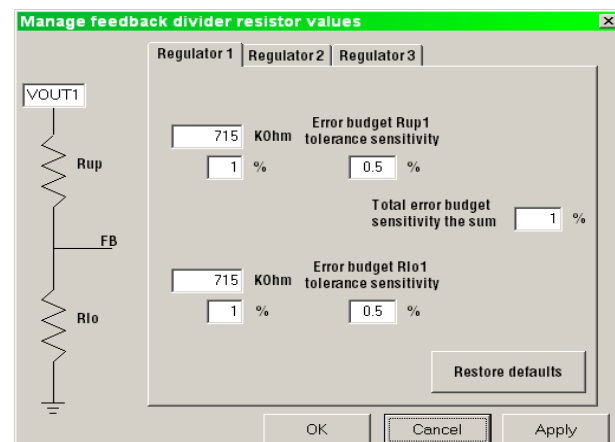 Manage feedback divider resistor values
Regulator 1 Regulator 2 Regulator 3
VOUT1
Error budget Rup1
715 KOhm tolerance sensitivity
1 % 0.5 %
Rup
Total error budget
sensitivity the sum 1 %
FB
Error budget Rlo1
715 KOhm tolerance sensitivity
1 % 0.5 %
Rlo
Restore defaults
OK Cancel Apply